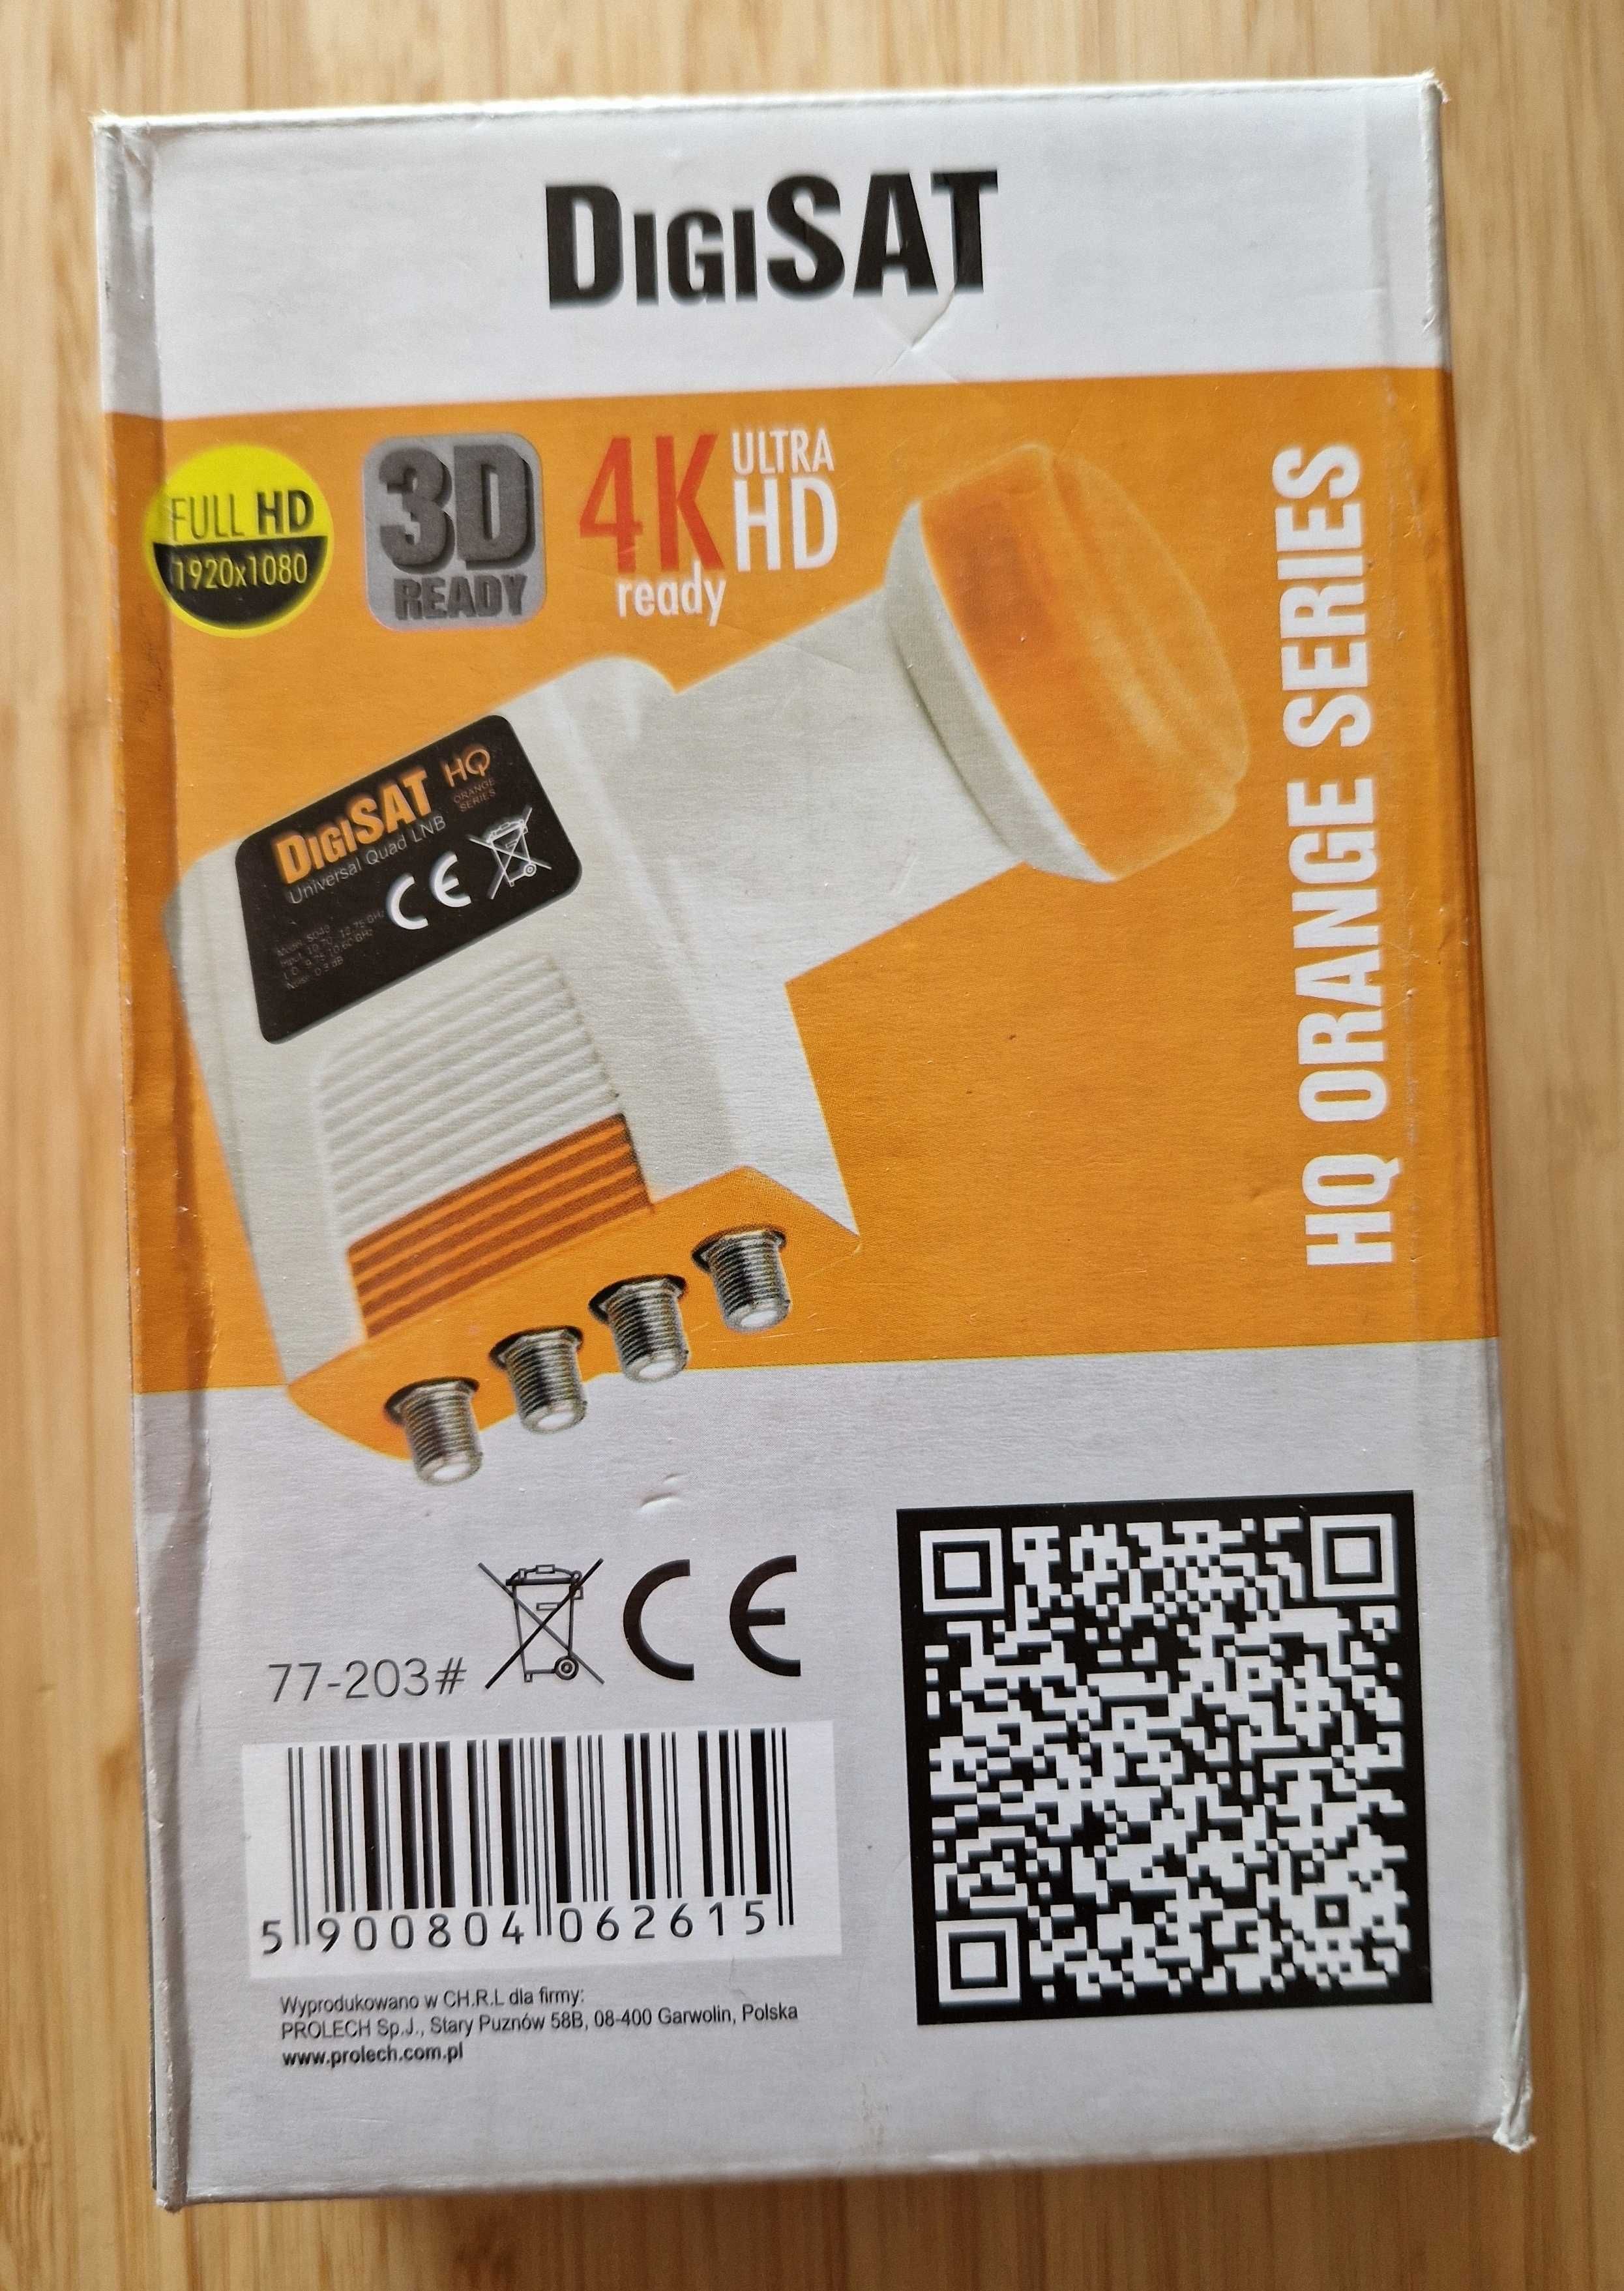 DIGISAT
FULL HD
1920x1080
3D
READY
4K ULTRA HD
ready
HQ ORANGE SERIES
DIGISAT HQ
ORANGE
SERIES
Universal Quad LNB
CE
77-203#
CE
5 900804 062615
Wyprodukowano w CH.R.L dla firmy:
PROLECH Sp.J., Stary Puznów 58B, 08-400 Garwolin, Polska
www.prolech.com.pl